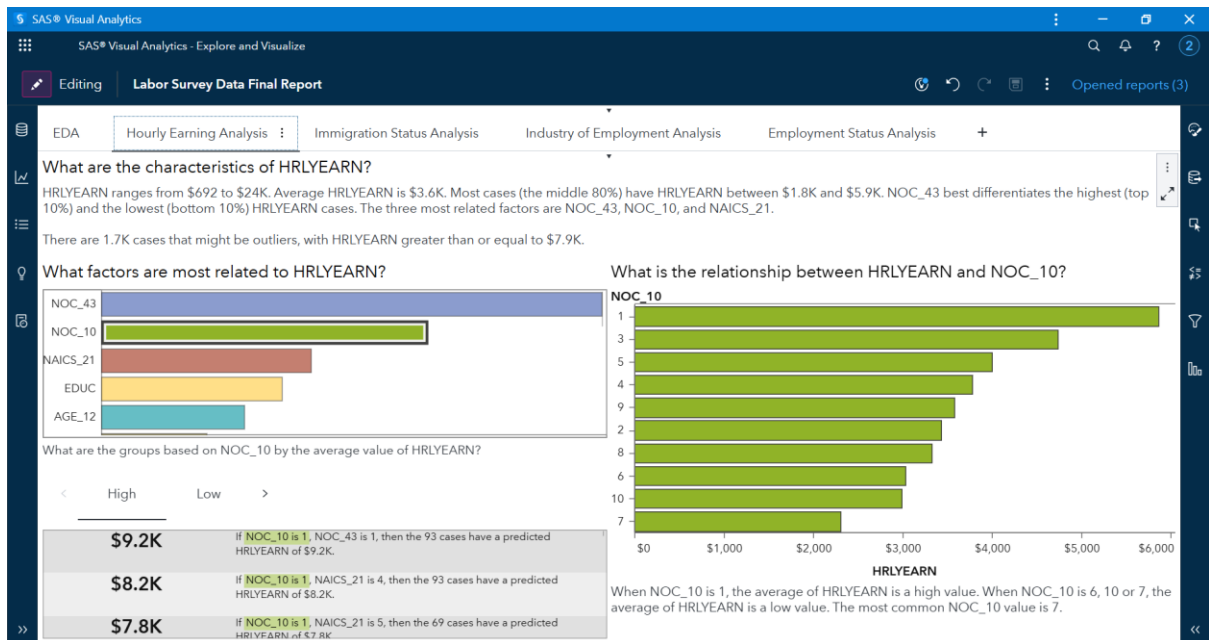 SAS® Visual Analytics
SAS® Visual Analytics - Explore and Visualize
? 2
Editing Labor Survey Data Final Report Opened reports (3)
EDA Hourly Earning Analysis Immigration Status Analysis Industry of Employment Analysis Employment Status Analysis +
What are the characteristics of HRLYEARN?
HRLYEARN ranges from $692 to $24K. Average HRLYEARN is $3.6K. Most cases (the middle 80%) have HRLYEARN between $1.8K and $5.9K. NOC_43 best differentiates the highest (top
10%) and the lowest (bottom 10%) HRLYEARN cases. The three most related factors are NOC_43, NOC_10, and NAICS_21.
There are 1.7K cases that might be outliers, with HRLYEARN greater than or equal to $7.9K.
What factors are most related to HRLYEARN?
NOC_43
NOC_10
NAICS_21
EDUC
AGE_12
What are the groups based on NOC_10 by the average value of HRLYEARN?
< High Low >
$9.2K If NOC_10 is 1, NOC_43 is 1, then the 93 cases have a predicted
HRLYEARN of $9.2K.
$8.2K If NOC_10 is 1, NAICS_21 is 4, then the 93 cases have a predicted
HRLYEARN of $8.2K.
$7.8K If NOC_10 is 1, NAICS_21 is 5, then the 69 cases have a predicted
HRLYEARN of $7.8K
What is the relationship between HRLYEARN and NOC_10?
NOC_10
1
3
5
4
9
2
8
6
10
7
$0 $1,000 $2,000 $3,000 $4,000 $5,000 $6,000
HRLYEARN
When NOC_10 is 1, the average of HRLYEARN is a high value. When NOC_10 is 6, 10 or 7, the
average of HRLYEARN is a low value. The most common NOC_10 value is 7.